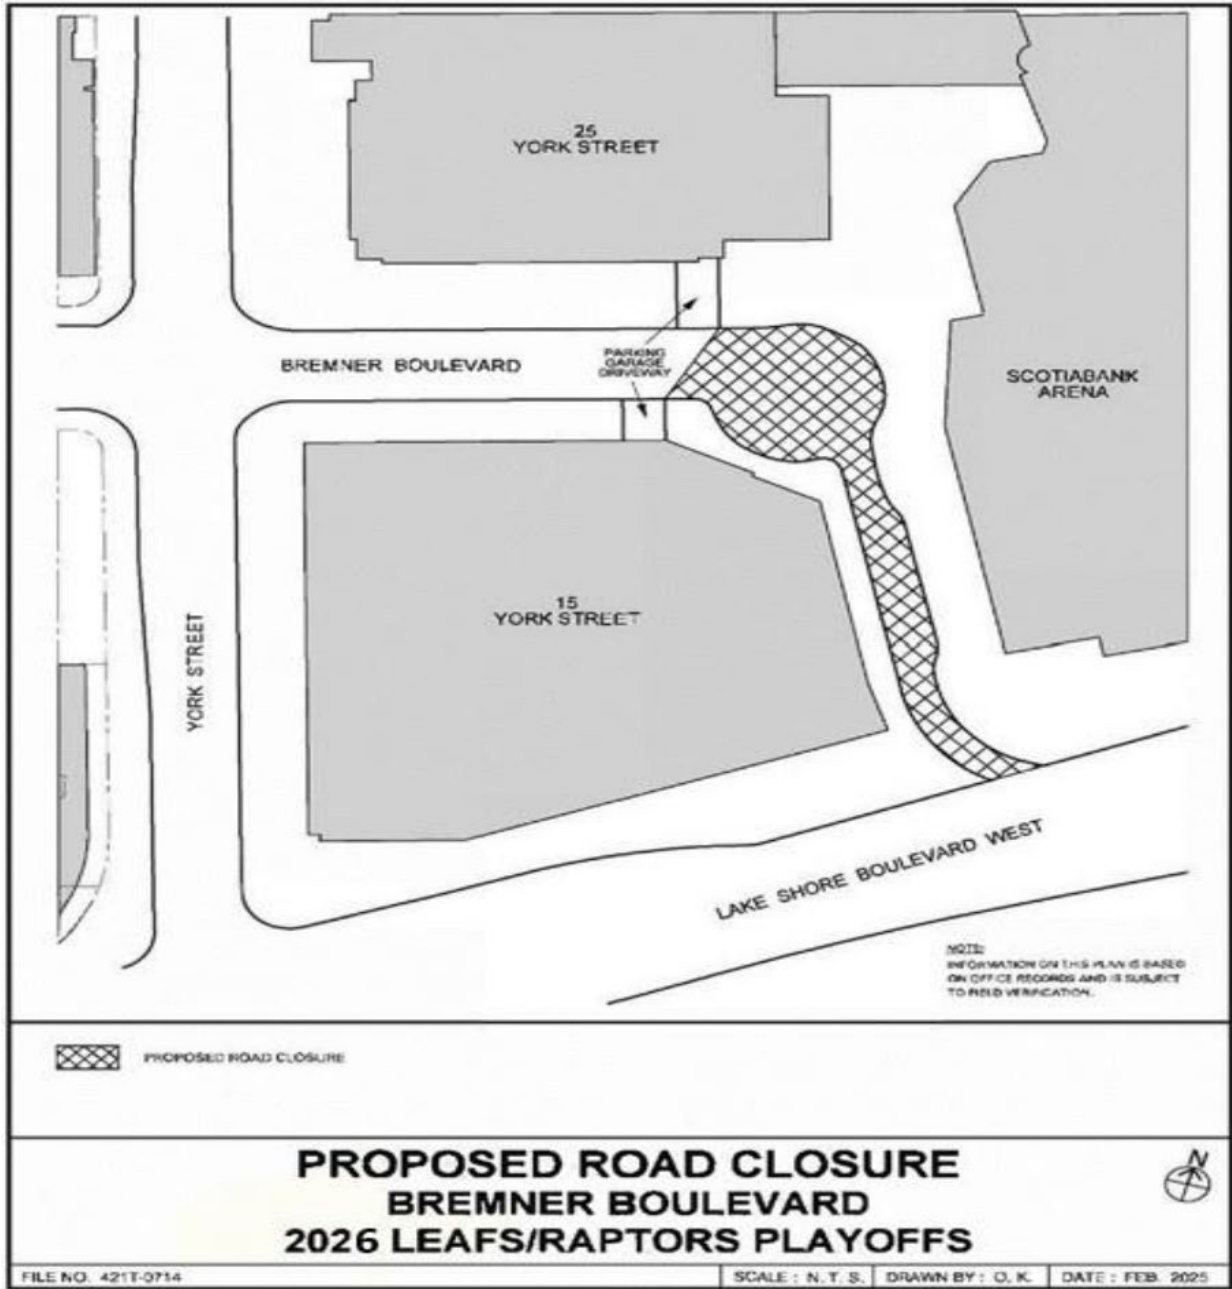 25
YORK STREET
BREMNER BOULEVARD
PARKING
GARAGE
DRIVEWAY
SCOTIABANK
ARENA
15
YORK STREET
YORK STREET
LAKE SHORE BOULEVARD WEST
NOTE:
INFORMATION ON THIS PLAN IS BASED
ON OFFICE RECORDS AND IS SUBJECT
TO FIELD VERIFICATION.
PROPOSED ROAD CLOSURE
PROPOSED ROAD CLOSURE
BREMNER BOULEVARD
2026 LEAFS/RAPTORS PLAYOFFS
N
FILE NO. 421T-0714
SCALE : N.T.S.
DRAWN BY : O. K.
DATE : FEB. 2025